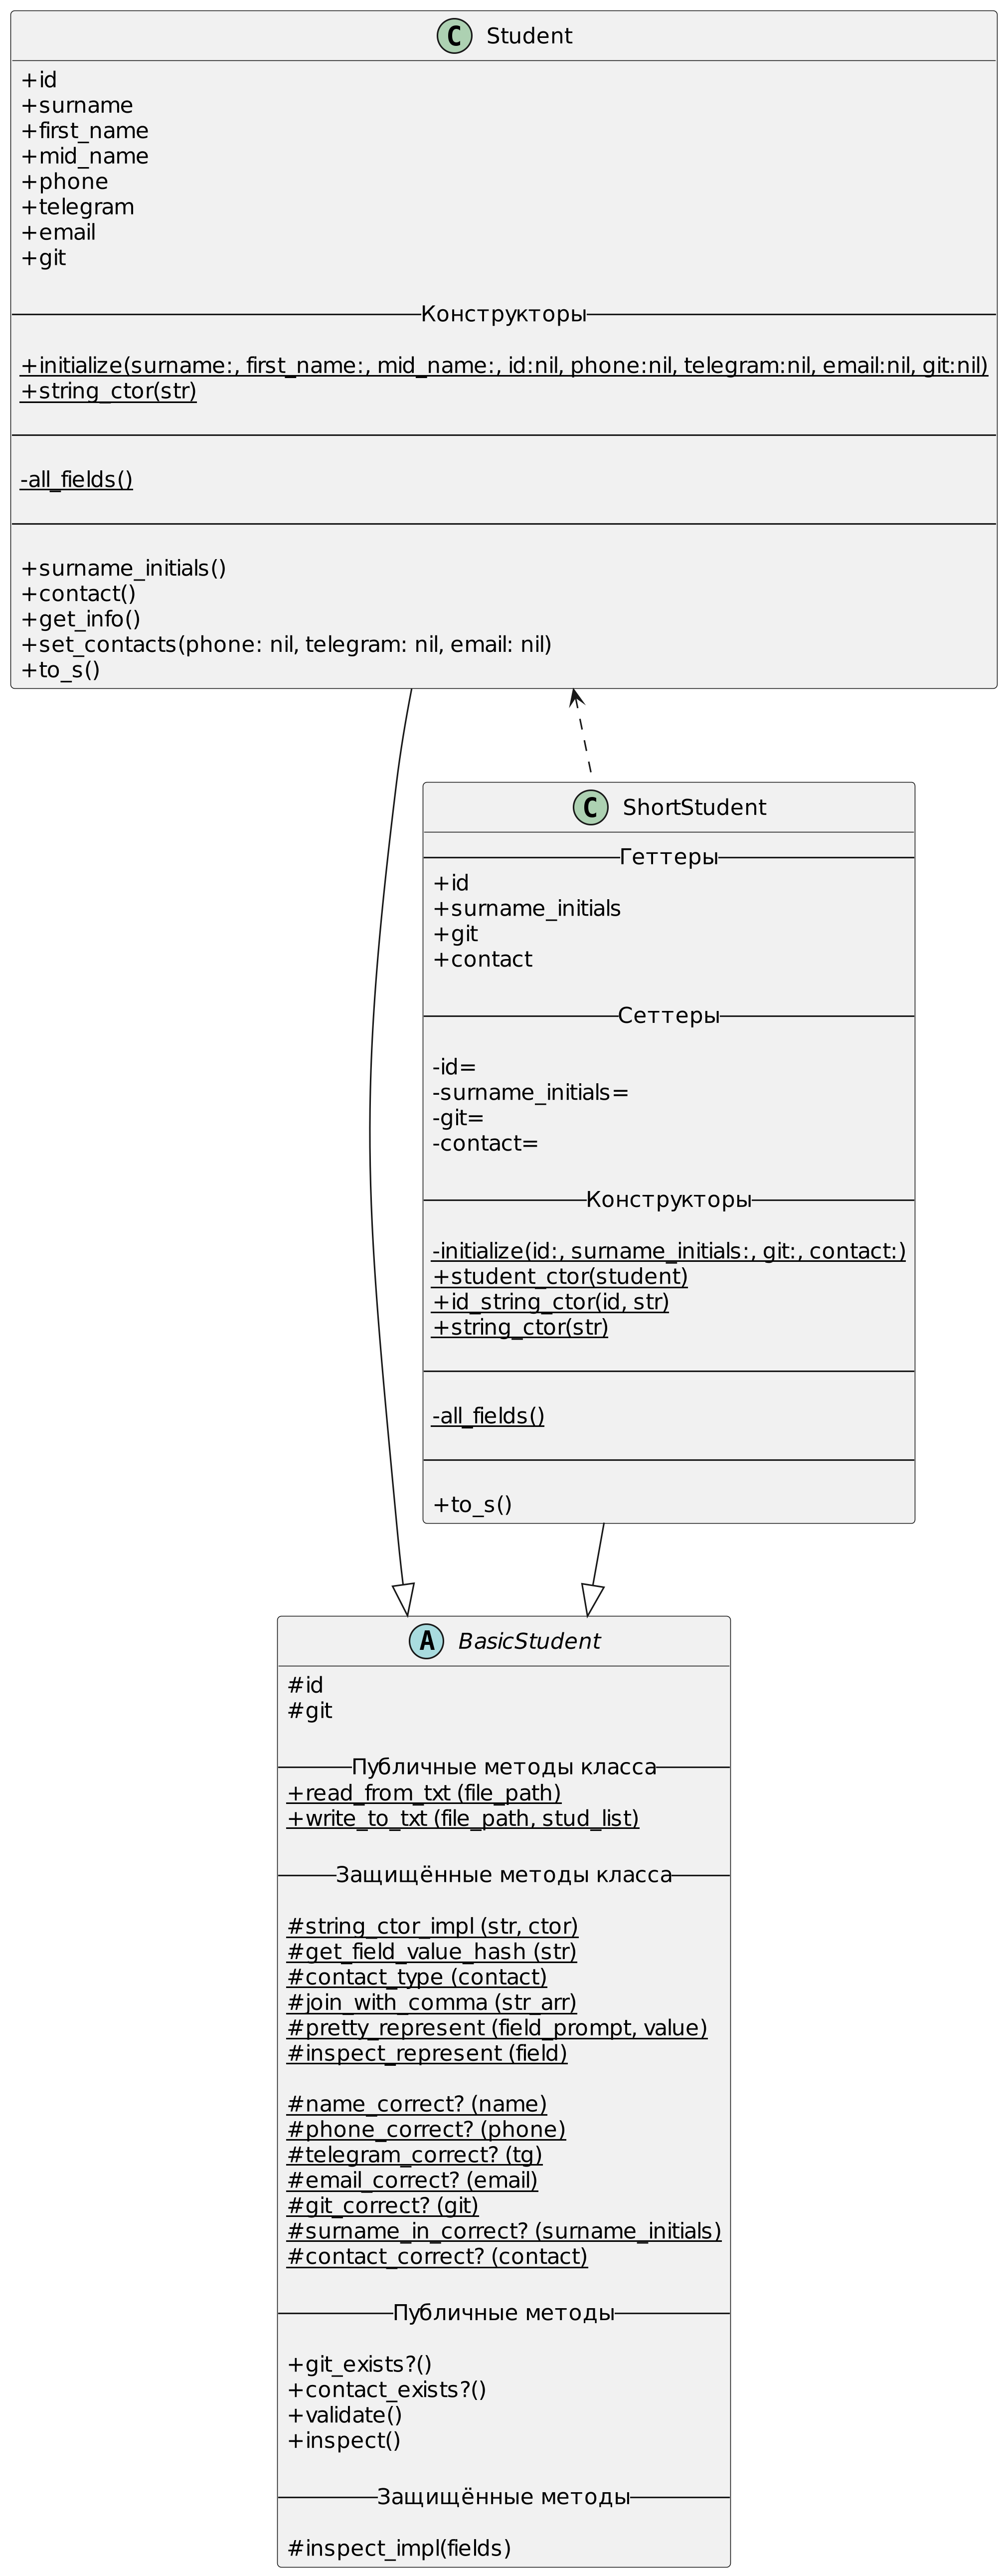 C Student
+id
+surname
+first_name
+mid_name
+phone
+telegram
+email
+git
Конструкторы
+initialize(surname:, first_name:, mid_name:, id:nil, phone:nil, telegram:nil, email:nil, git:nil)
+string_ctor(str)
-all_fields()
+surname_initials()
+contact()
+get_info()
+set_contacts(phone: nil, telegram: nil, email: nil)
+to_s()
C ShortStudent
Геттеры
+id
+surname_initials
+git
+contact
Сеттеры
-id=
-surname_initials=
-git=
-contact=
Конструкторы
-initialize(id:, surname_initials:, git:, contact:)
+student_ctor(student)
+id_string_ctor(id, str)
+string_ctor(str)
-all_fields()
+to_s()
A BasicStudent
#id
#git
Публичные методы класса
+read_from_txt (file_path)
+write_to_txt (file_path, stud_list)
Защищённые методы класса
#string_ctor_impl (str, ctor)
#get_field_value_hash (str)
#contact_type (contact)
#join_with_comma (str_arr)
#pretty_represent (field_prompt, value)
#inspect_represent (field)
#name_correct? (name)
#phone_correct? (phone)
#telegram_correct? (tg)
#email_correct? (email)
#git_correct? (git)
#surname_in_correct? (surname_initials)
#contact_correct? (contact)
Публичные методы
+git_exists?()
+contact_exists?()
+validate()
+inspect()
Защищённые методы
#inspect_impl(fields)